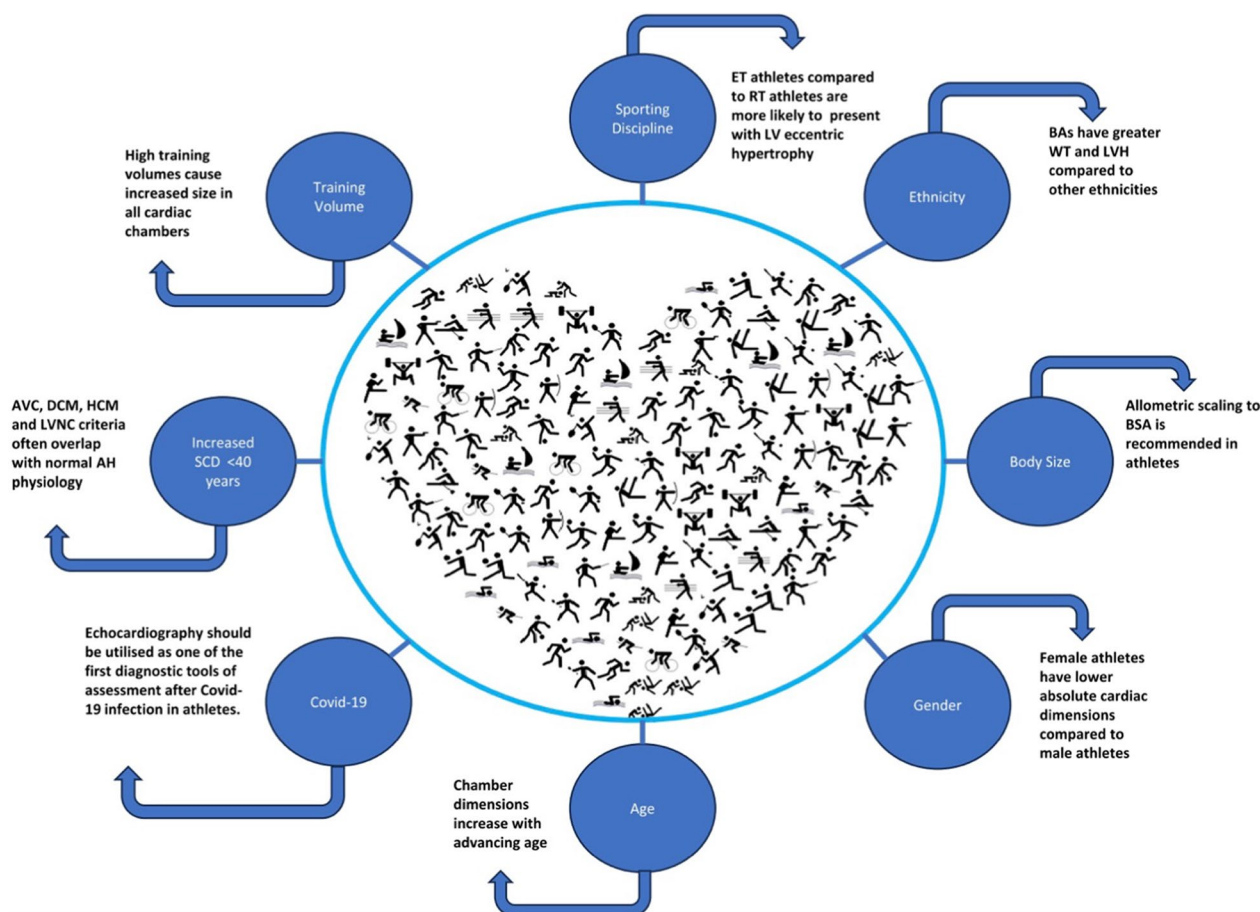 Sporting
Discipline
ET athletes compared
to RT athletes are
more likely to  present
with LV eccentric
hypertrophy
Ethnicity
BAs have greater
WT and LVH
compared to
other ethnicities
Body Size
Allometric scaling to
BSA is
recommended in
athletes
Gender
Female athletes
have lower
absolute cardiac
dimensions
compared to
male athletes
Age
Chamber
dimensions
increase with
advancing age
Covid-19
Echocardiography should
be utilised as one of the
first diagnostic tools of
assessment after Covid-
19 infection in athletes.
Increased
SCD  <40
years
AVC, DCM, HCM
and LVNC criteria
often overlap
with normal AH
physiology
Training
Volume
High training
volumes cause
increased size in
all cardiac
chambers